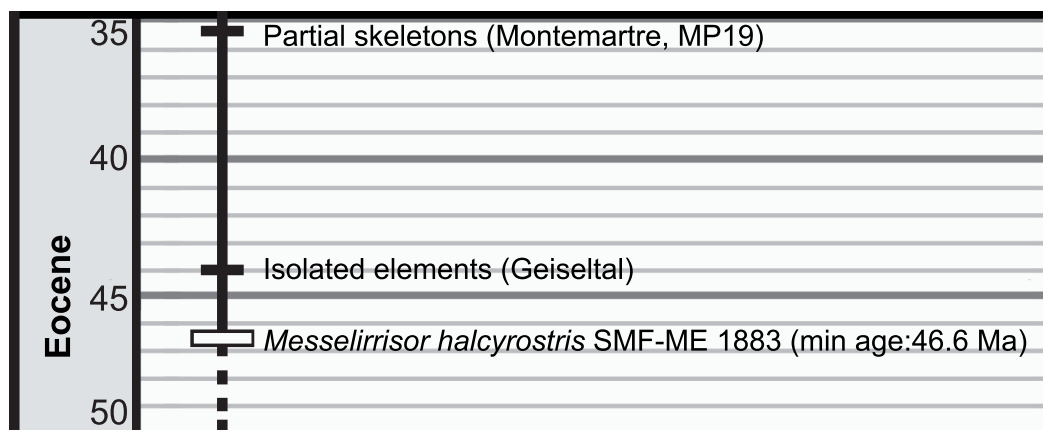 35
Partial skeletons (Montemartre, MP19)
40
Eocene
Isolated elements (Geiseltal)
45
Messelirrisor halcyrostris SMF-ME 1883 (min age:46.6 Ma)
50